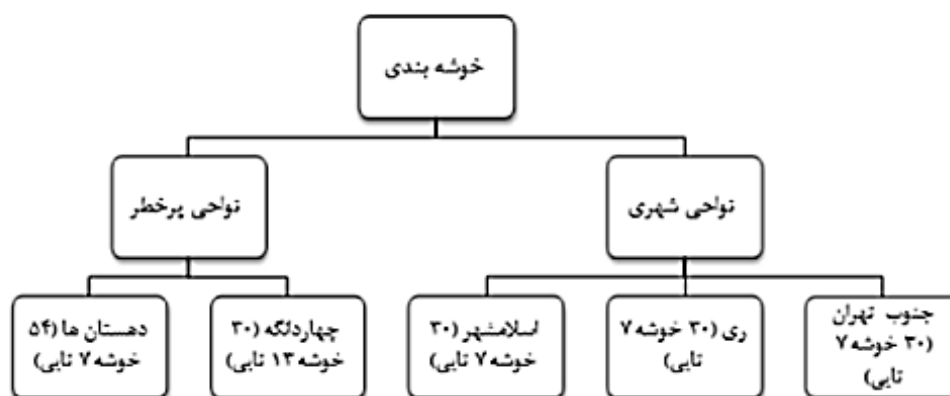 خوشه بندی
نواحی شهری
نواحی پرخطر
جنوب تهران
(۳۰ خوشه ۷
تایی)
ری (۳۰ خوشه ۷
تایی)
اسلامشهر (۳۰
خوشه ۷ تایی)
چهاردانگه (۳۰
خوشه ۱۳ تایی)
دهستان ها (۵۴
خوشه ۷ تایی)